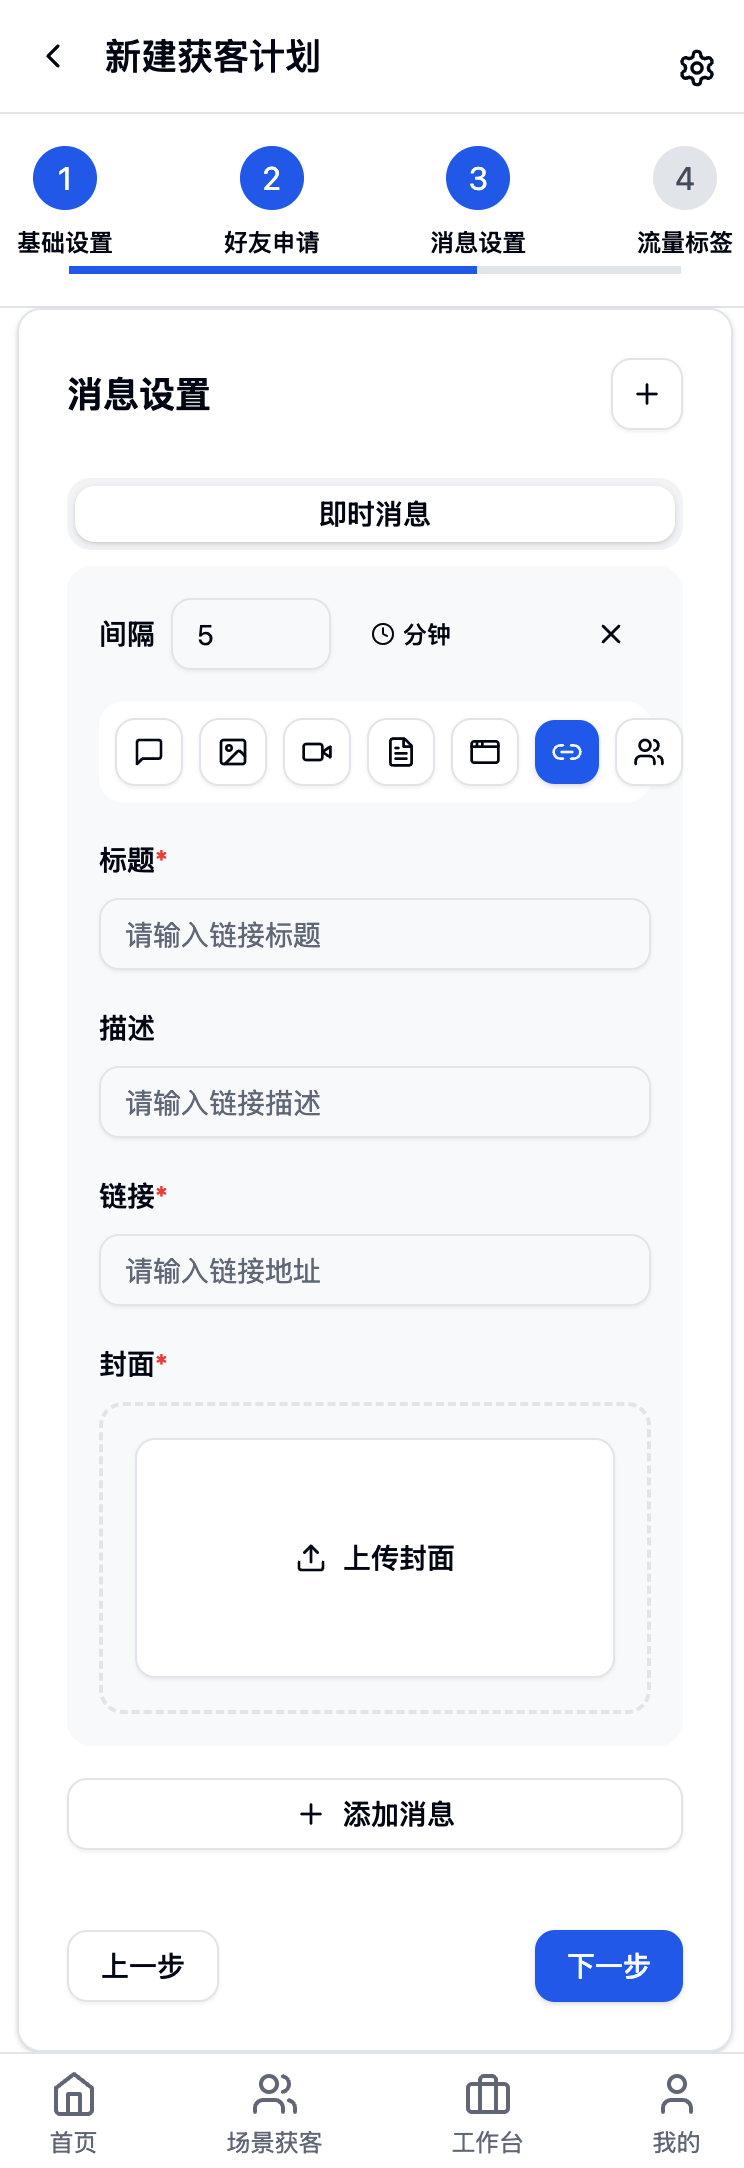 新建获客计划
1 2 3 4
基础设置 好友申请 消息设置 流量标签
消息设置
即时消息
间隔 5 分钟
标题*
请输入链接标题
描述
请输入链接描述
链接*
请输入链接地址
封面*
上传封面
添加消息
上一步 下一步
首页 场景获客 工作台 我的